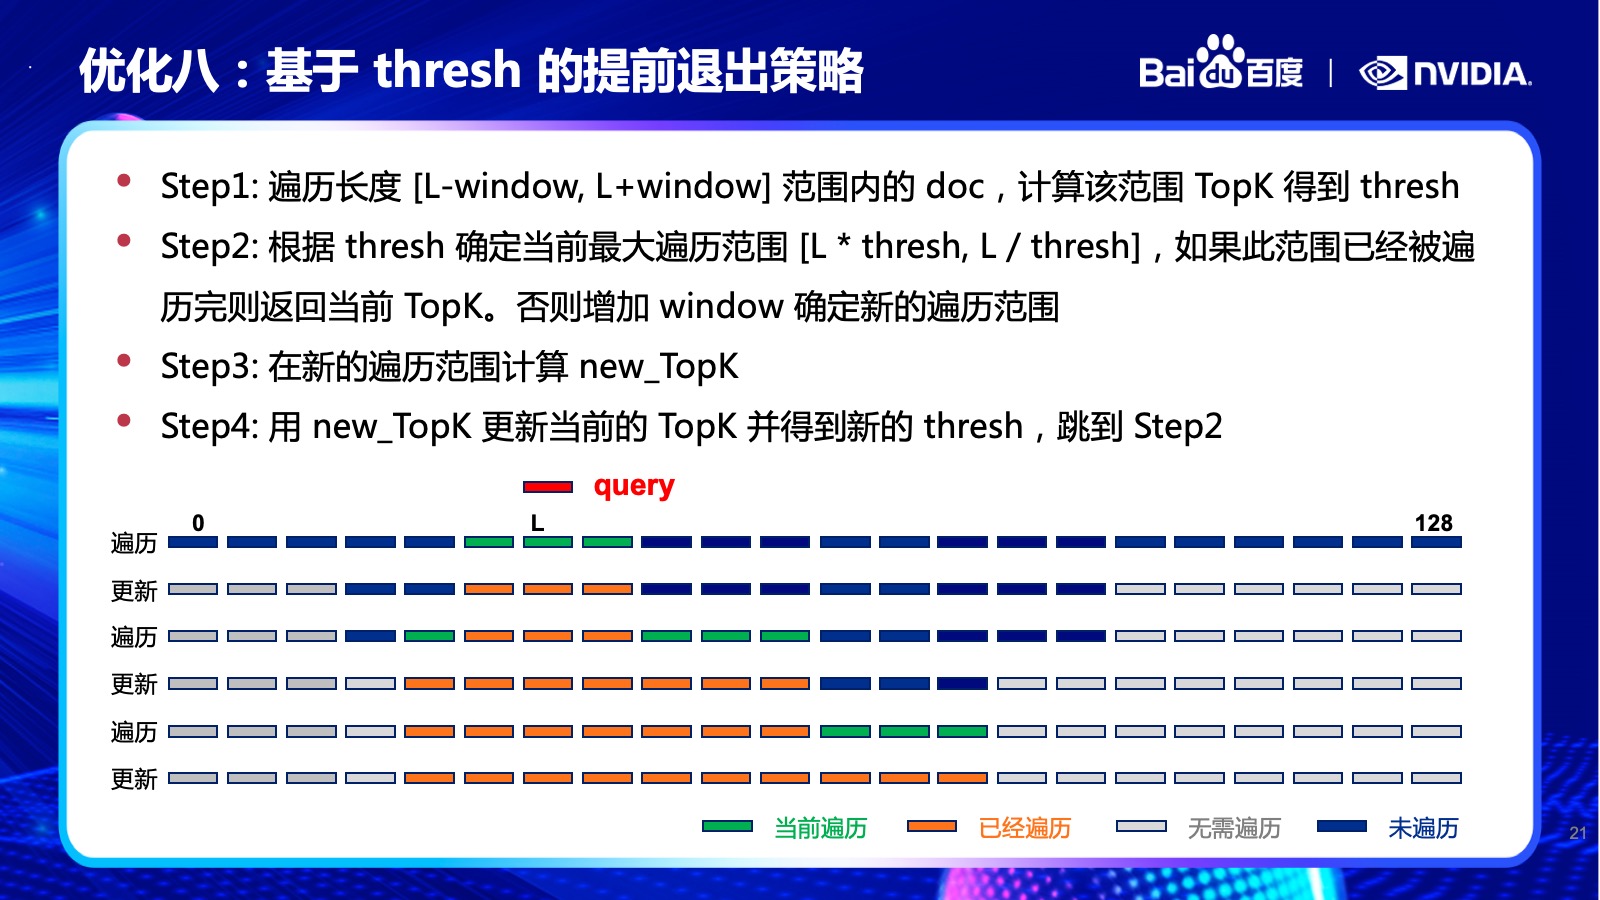 优化八：基于 thresh 的提前退出策略
Bai du 百度 | NVIDIA.
• Step1: 遍历长度 [L-window, L+window] 范围内的 doc，计算该范围 TopK 得到 thresh
• Step2: 根据 thresh 确定当前最大遍历范围 [L * thresh, L / thresh]，如果此范围已经被遍
历完则返回当前 TopK。否则增加 window 确定新的遍历范围
• Step3: 在新的遍历范围计算 new_TopK
• Step4: 用 new_TopK 更新当前的 TopK 并得到新的 thresh，跳到 Step2
query
0 L 128
遍历
更新
遍历
更新
遍历
更新
当前遍历 已经遍历 无需遍历 未遍历
21